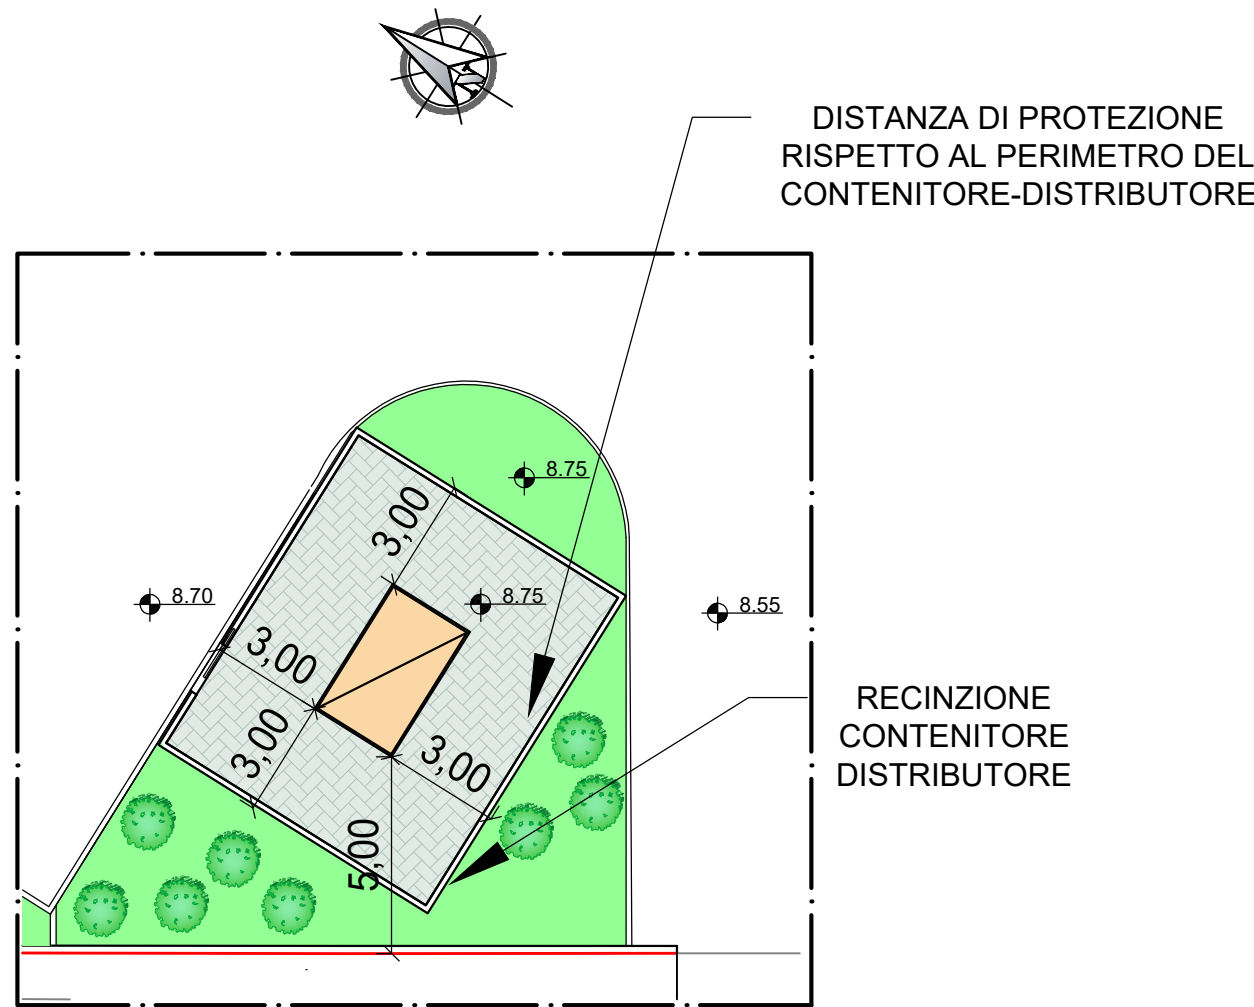 DISTANZA DI PROTEZIONE
RISPETTO AL PERIMETRO DEL
CONTENITORE-DISTRIBUTORE
8.75
3,00
8.70
8.75
8.55
3,00
3,00
3,00
5,00
RECINZIONE
CONTENITORE
DISTRIBUTORE